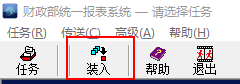 财政部统一报表系统 — 请选择任务
任务(R) 传送(C) 高级(A) 帮助(H)
任务 装入 帮助 退出